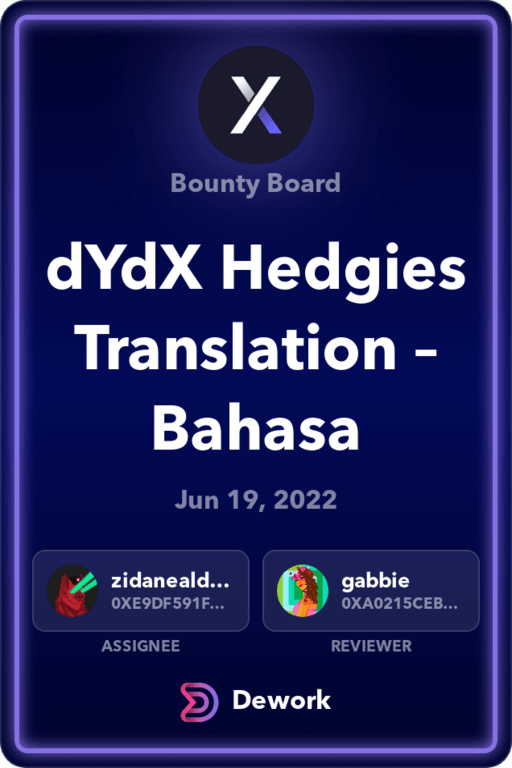 Bounty Board
dYdX Hedgies
Translation –
Bahasa
Jun 19, 2022
zidaneald...
0XE9DF591F...
ASSIGNEE
gabbie
0XA0215CEB...
REVIEWER
Dework